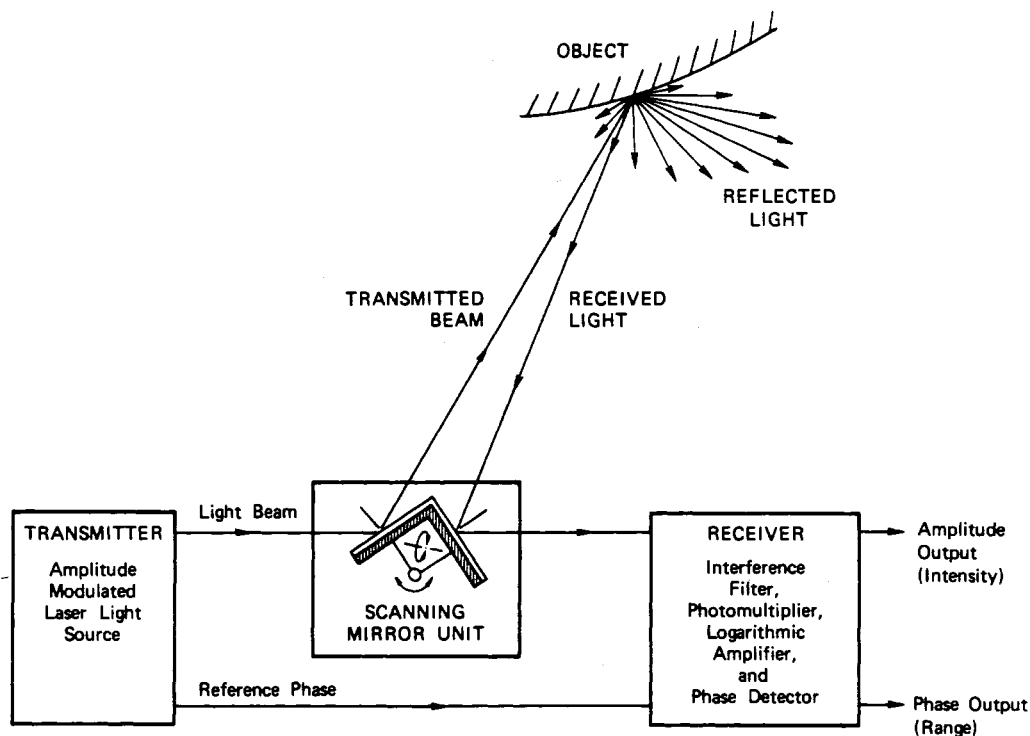 OBJECT
REFLECTED
LIGHT
TRANSMITTED
BEAM
RECEIVED
LIGHT
TRANSMITTER
Amplitude
Modulated
Laser Light
Source
Light Beam
SCANNING
MIRROR UNIT
Reference Phase
RECEIVER
Interference
Filter,
Photomultiplier,
Logarithmic
Amplifier,
and
Phase Detector
Amplitude
Output
(Intensity)
Phase Output
(Range)